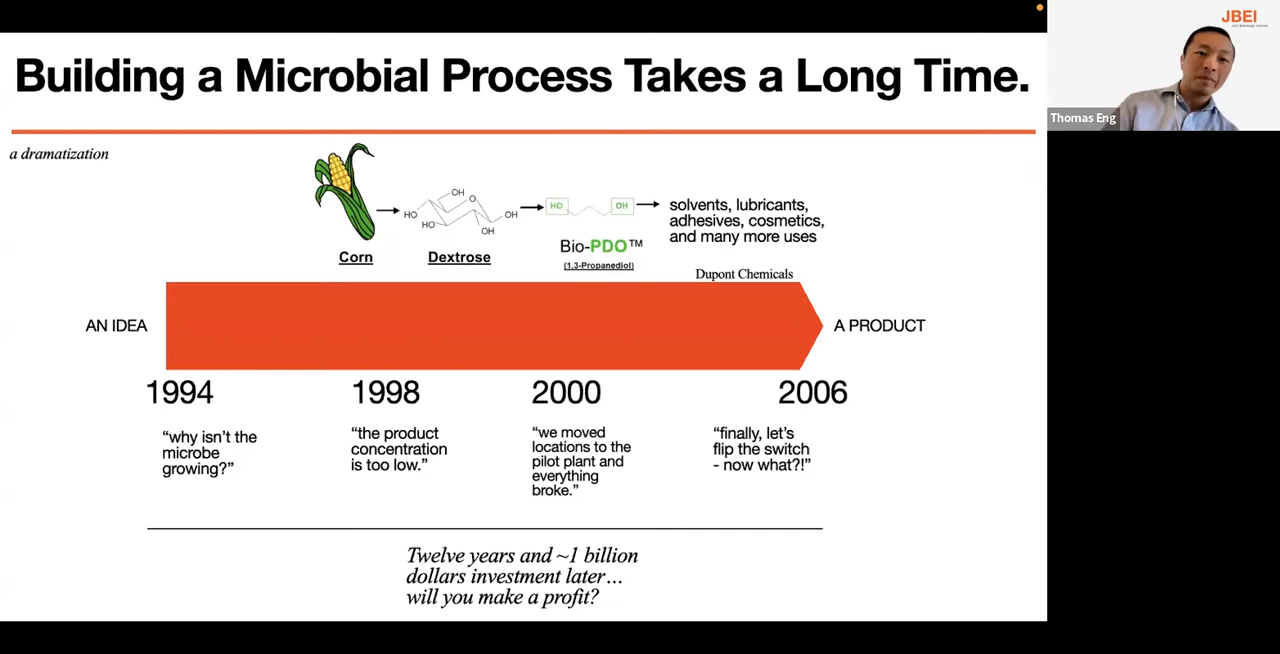 JBEI
Thomas Eng
Building a Microbial Process Takes a Long Time.
a dramatization
HO
HO
OH
O
OH
OH
HO
OH
solvents, lubricants,
adhesives, cosmetics,
and many more uses
Corn
Dextrose
Bio-PDO™
(1,3-Propanediol)
Dupont Chemicals
AN IDEA
A PRODUCT
1994
1998
2000
2006
“why isn’t the
microbe
growing?”
“the product
concentration
is too low.”
“we moved
locations to the
pilot plant and
everything
broke.”
“finally, let’s
flip the switch
- now what?!”
Twelve years and ~1 billion
dollars investment later…
will you make a profit?